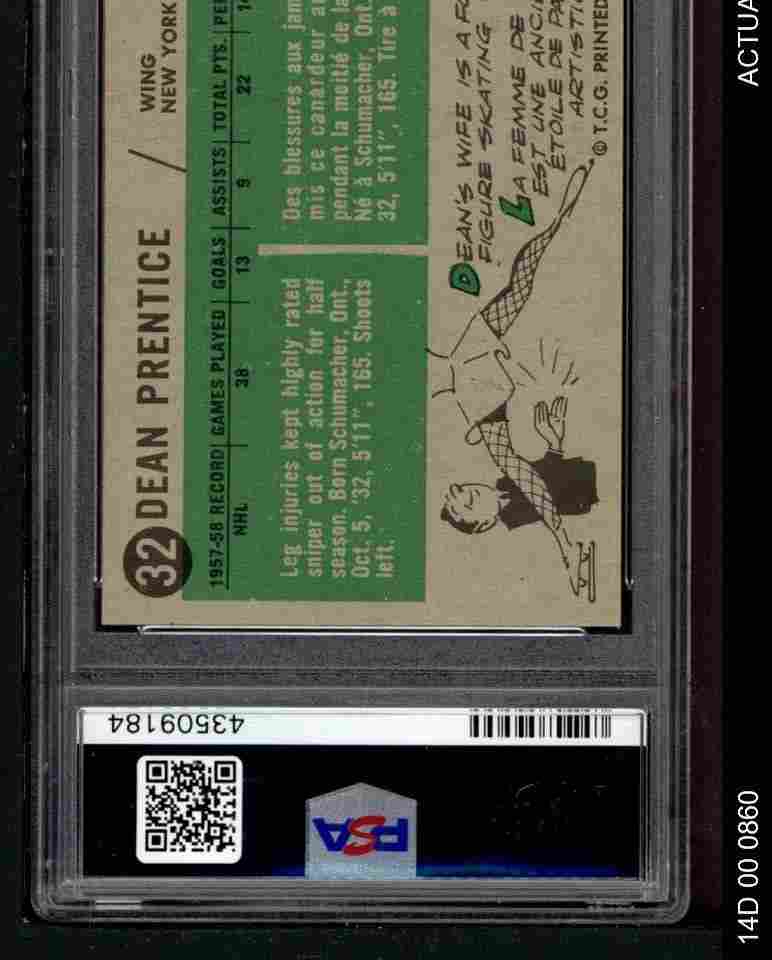 32 DEAN PRENTICE / WING
NEW YORK
1957-58 RECORD GAMES PLAYED GOALS ASSISTS TOTAL PTS.
NHL 38 13 9 22
Leg injuries kept highly rated
sniper out of action for half
season. Born Schumacher, Ont.,
Oct. 5, '32, 5'11", 165. Shoots
left.
Des blessures aux
mis ce canardeur
pendant la moitié de
Né à Schumacher, Ont.
32, 5'11", 165. Tire à
DEAN'S WIFE IS A
FIGURE SKATING
LA FEMME DE
EST UNE
ETOILE DE
© T.C.G. PRINTED
43509184
PSA
14D 00 0860